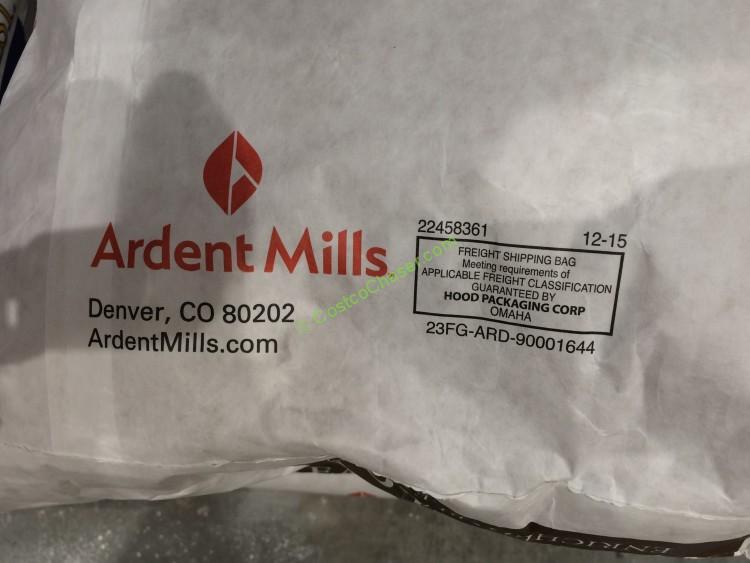 Ardent Mills
Denver, CO 80202
ArdentMills.com
22458361 12-15
FREIGHT SHIPPING BAG
Meeting requirements of
APPLICABLE FREIGHT CLASSIFICATION
GUARANTEED BY
HOOD PACKAGING CORP
OMAHA
23FG-ARD-90001644
CostcoChaser.com